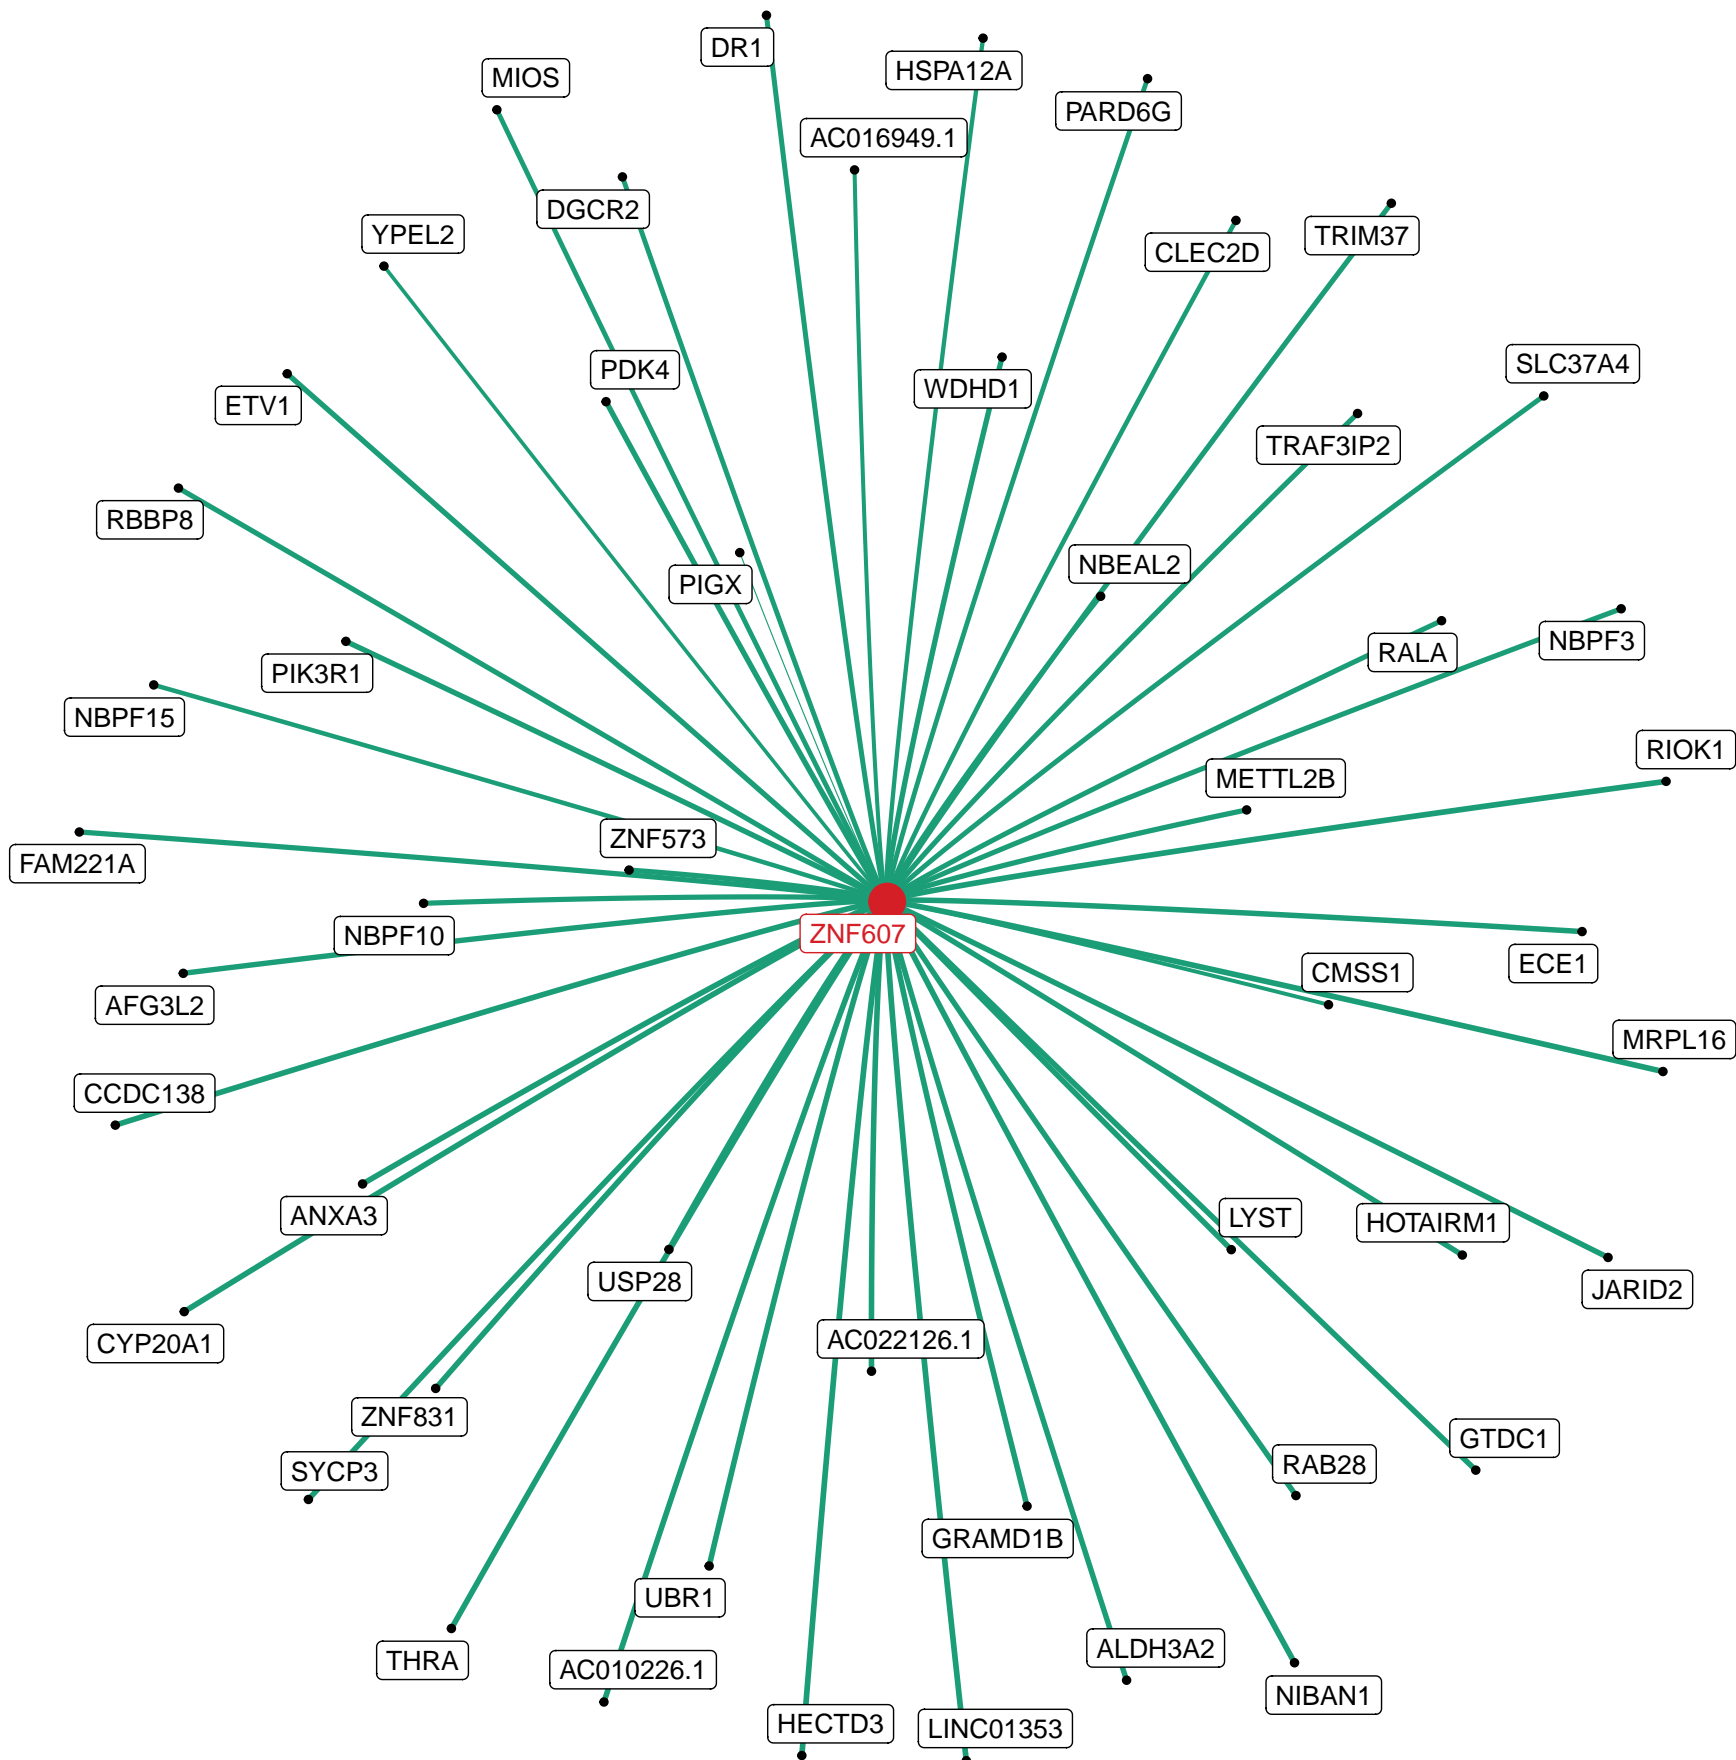 DR1
HSPA12A
MIOS
PARD6G
AC016949.1
DGCR2
YPEL2
TRIM37
CLEC2D
SLC37A4
PDK4
WDHD1
ETV1
TRAF3IP2
RBBP8
NBEAL2
PIGX
NBPF3
RALA
PIK3R1
NBPF15
RIOK1
METTL2B
ZNF573
FAM221A
ZNF607
NBPF10
ECE1
CMSS1
AFG3L2
MRPL16
CCDC138
ANXA3
LYST
HOTAIRM1
USP28
JARID2
CYP20A1
AC022126.1
ZNF831
GTDC1
SYCP3
RAB28
GRAMD1B
UBR1
THRA
ALDH3A2
AC010226.1
NIBAN1
HECTD3
LINC01353